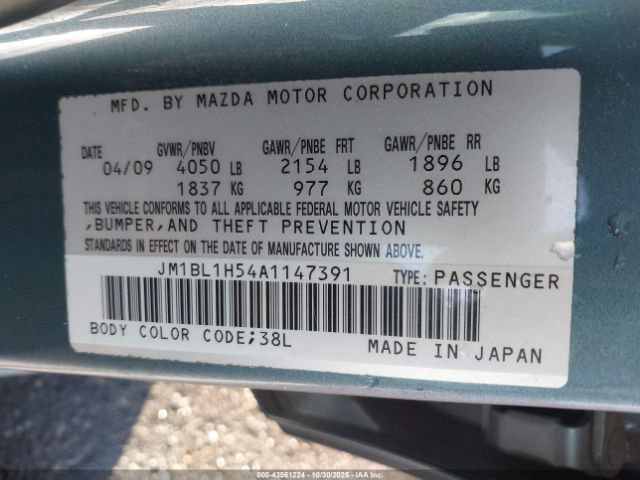 MFD. BY MAZDA MOTOR CORPORATION
DATE GVWR/PNBV GAWR/PNBE FRT GAWR/PNBE RR
04/09 4050 LB 2154 LB 1896 LB
1837 KG 977 KG 860 KG
THIS VEHICLE CONFORMS TO ALL APPLICABLE FEDERAL MOTOR VEHICLE SAFETY
,BUMPER,AND THEFT PREVENTION
STANDARDS IN EFFECT ON THE DATE OF MANUFACTURE SHOWN ABOVE.
JM1BL1H54A1147391 TYPE: PASSENGER
BODY COLOR CODE;38L
MADE IN JAPAN
000-43561224 - 10/30/2025 - COPYRIGHT IAA, LLC